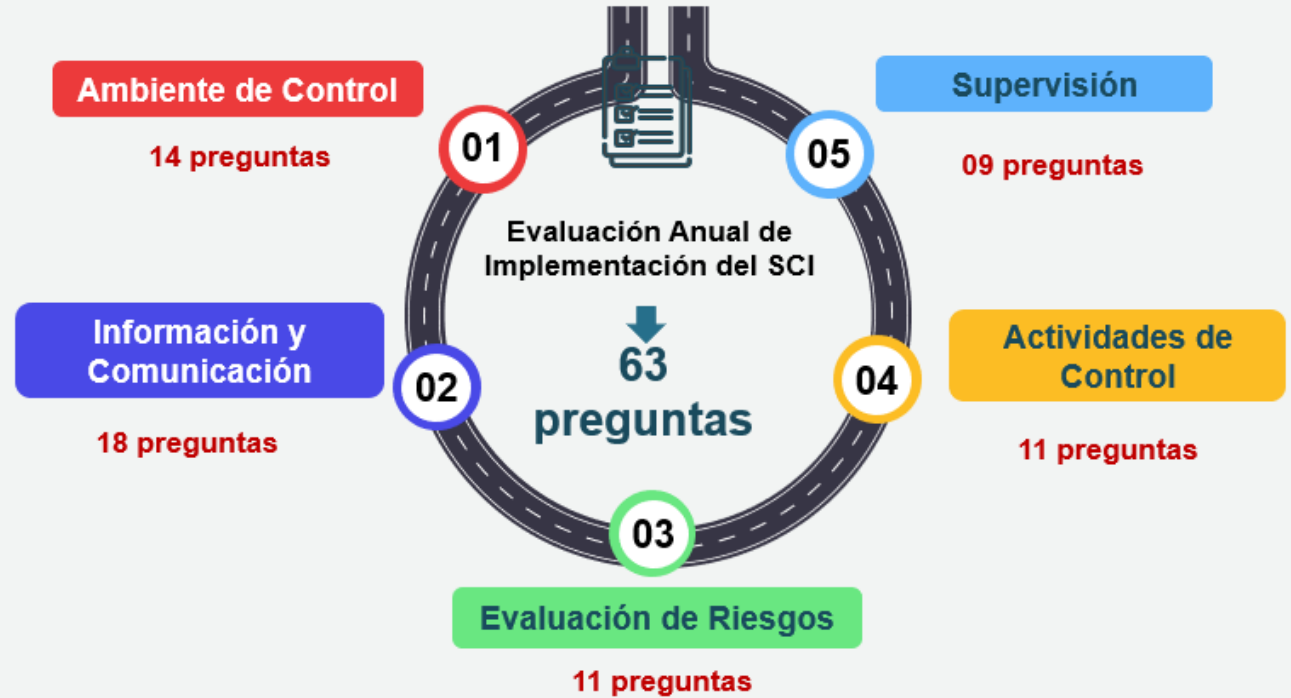 Ambiente de Control
14 preguntas
01
Información y
Comunicación
18 preguntas
02
Evaluación Anual de
Implementación del SCI
63
preguntas
03
Evaluación de Riesgos
11 preguntas
04
Actividades de
Control
11 preguntas
05
Supervisión
09 preguntas